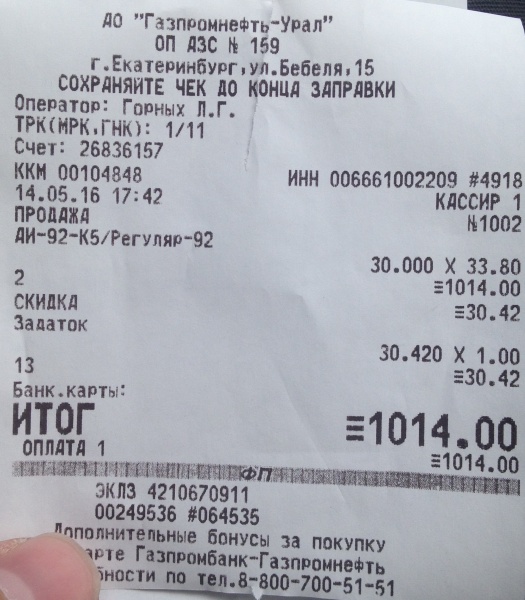 АО "Газпромнефть-Урал"
ОП АЗС № 159
г.Екатеринбург,ул.Бебеля,15
СОХРАНЯЙТЕ ЧЕК ДО КОНЦА ЗАПРАВКИ
Оператор: Горных Л.Г.
ТРК(МРК,ГНК): 1/11
Счет: 26836157
ККМ 00104848 ИНН 006661002209 #4918
14.05.16 17:42 КАССИР 1
ПРОДАЖА №1002
АИ-92-К5/Регуляр-92
30.000 X 33.80
2 ≡1014.00
СКИДКА ≡30.42
Задаток
30.420 X 1.00
13 ≡30.42
Банк.карты:
ИТОГ ≡1014.00
ОПЛАТА 1 ≡1014.00
ФП
ЭКЛЗ 4210670911
00249536 #064535
Дополнительные бонусы за покупку
арте Газпромбанк-Газпромнефть
бности по тел.8-800-700-51-51